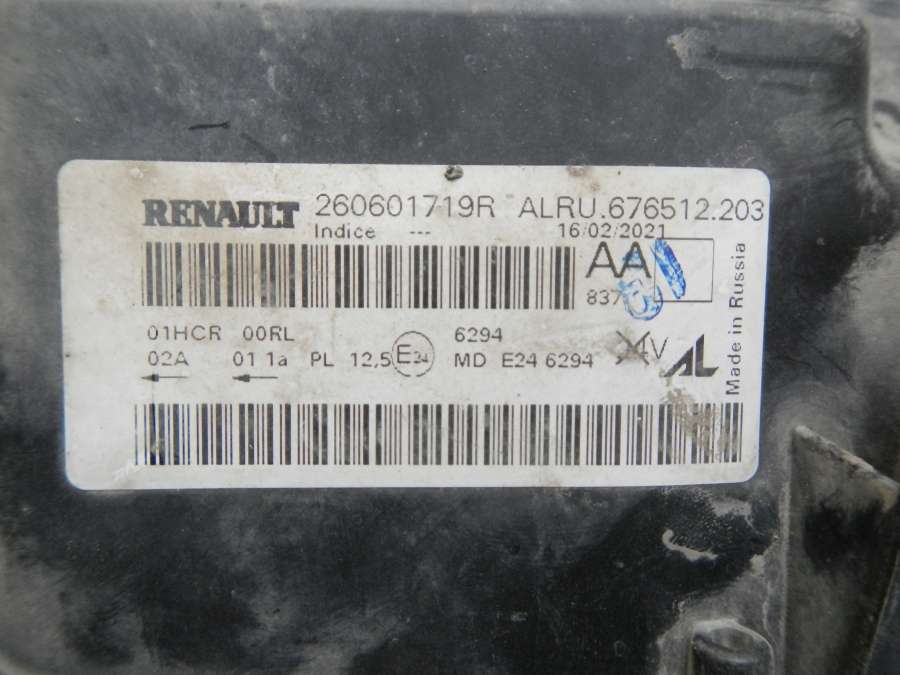 RENAULT 260601719R ALRU.676512.203
Indice --- 16/02/2021
AA
837
01HCR 00RL 6294
02A 01 1a PL 12,5 E24 MD E24 6294 V AL
Made in Russia